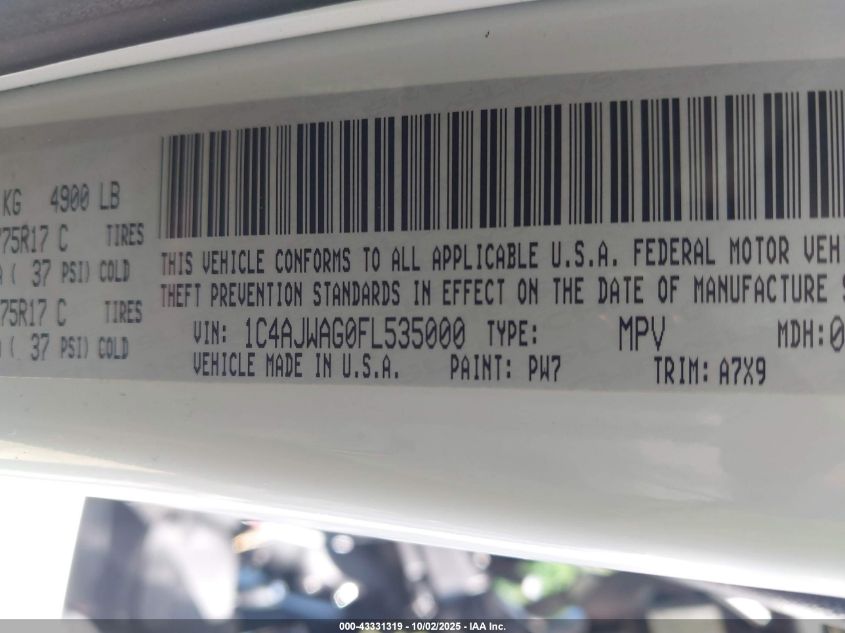 KG 4900 LB
75R17 C TIRES
( 37 PSI) COLD
75R17 C TIRES
( 37 PSI) COLD
THIS VEHICLE CONFORMS TO ALL APPLICABLE U.S.A. FEDERAL MOTOR VEH
THEFT PREVENTION STANDARDS IN EFFECT ON THE DATE OF MANUFACTURE S
VIN: 1C4AJWAG0FL535000 TYPE: MPV MDH:0
VEHICLE MADE IN U.S.A. PAINT: PW7 TRIM: A7X9
000-43331319 - 10/02/2025 - IAA Inc.